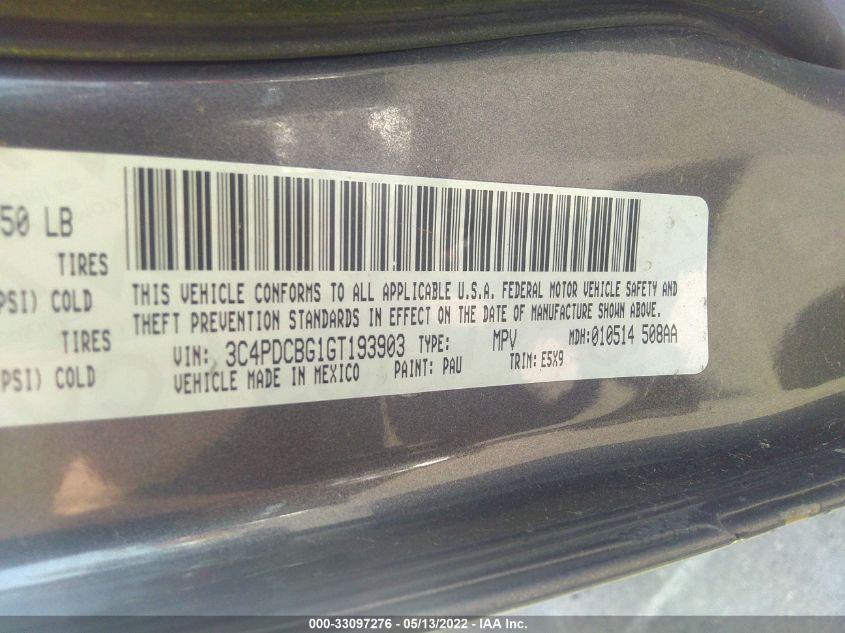 50 LB
TIRES
PSI) COLD
TIRES
PSI) COLD
THIS VEHICLE CONFORMS TO ALL APPLICABLE U.S.A. FEDERAL MOTOR VEHICLE SAFETY AND
THEFT PREVENTION STANDARDS IN EFFECT ON THE DATE OF MANUFACTURE SHOWN ABOVE.
VIN: 3C4PDCBG1GT193903 TYPE: MPV MDH:010514 508AA
VEHICLE MADE IN MEXICO PAINT: PAU TRIM: E5X9
000-33097276 - 05/13/2022 - IAA Inc.